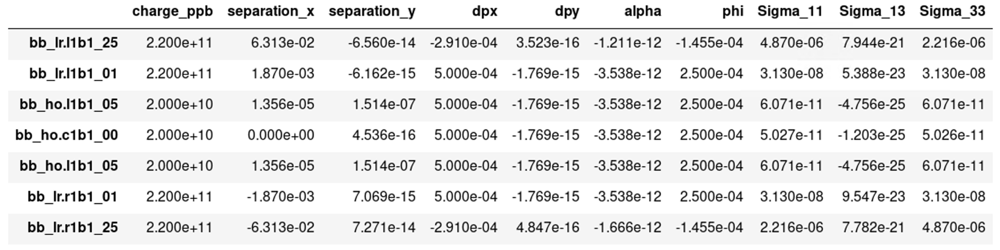 charge_ppb separation_x separation_y dpx dpy alpha phi Sigma_11 Sigma_13 Sigma_33
bb_lr.l1b1_25 2.200e+11 6.313e-02 -6.560e-14 -2.910e-04 3.523e-16 -1.211e-12 -1.455e-04 4.870e-06 7.944e-21 2.216e-06
bb_lr.l1b1_01 2.200e+11 1.870e-03 -6.162e-15 5.000e-04 -1.769e-15 -3.538e-12 2.500e-04 3.130e-08 5.388e-23 3.130e-08
bb_ho.l1b1_05 2.000e+10 1.356e-05 1.514e-07 5.000e-04 -1.769e-15 -3.538e-12 2.500e-04 6.071e-11 -4.756e-25 6.071e-11
bb_ho.c1b1_00 2.000e+10 0.000e+00 4.536e-16 5.000e-04 -1.769e-15 -3.538e-12 2.500e-04 5.027e-11 -1.203e-25 5.026e-11
bb_ho.l1b1_05 2.000e+10 1.356e-05 1.514e-07 5.000e-04 -1.769e-15 -3.538e-12 2.500e-04 6.071e-11 -4.756e-25 6.071e-11
bb_lr.r1b1_01 2.200e+11 -1.870e-03 7.069e-15 5.000e-04 -1.769e-15 -3.538e-12 2.500e-04 3.130e-08 9.547e-23 3.130e-08
bb_lr.r1b1_25 2.200e+11 -6.313e-02 7.271e-14 -2.910e-04 4.847e-16 -1.666e-12 -1.455e-04 2.216e-06 7.782e-21 4.870e-06